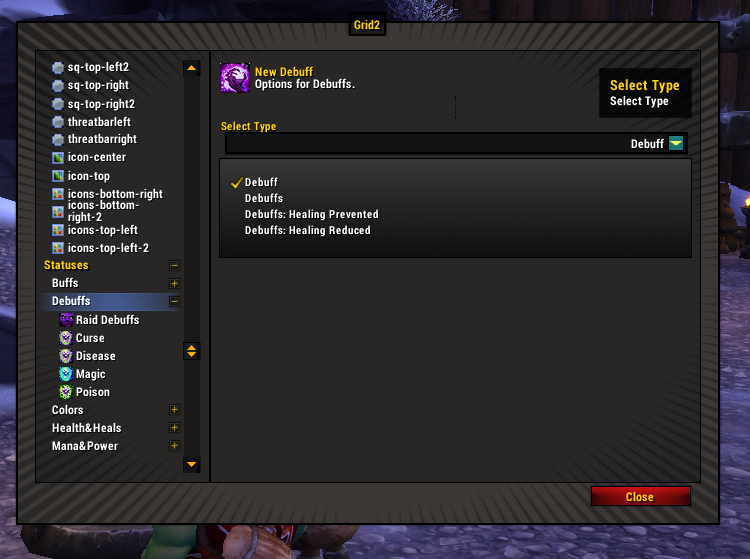 Grid2
sq-top-left2
sq-top-right
sq-top-right2
threatbarleft
threatbarright
icon-center
icon-top
icons-bottom-right
icons-bottom-
right-2
icons-top-left
icons-top-left-2
Statuses
Buffs
Debuffs
Raid Debuffs
Curse
Disease
Magic
Poison
Colors
Health&Heals
Mana&Power
New Debuff
Options for Debuffs.
Select Type
Select Type
Select Type
Debuff
Debuff
Debuffs
Debuffs: Healing Prevented
Debuffs: Healing Reduced
Close